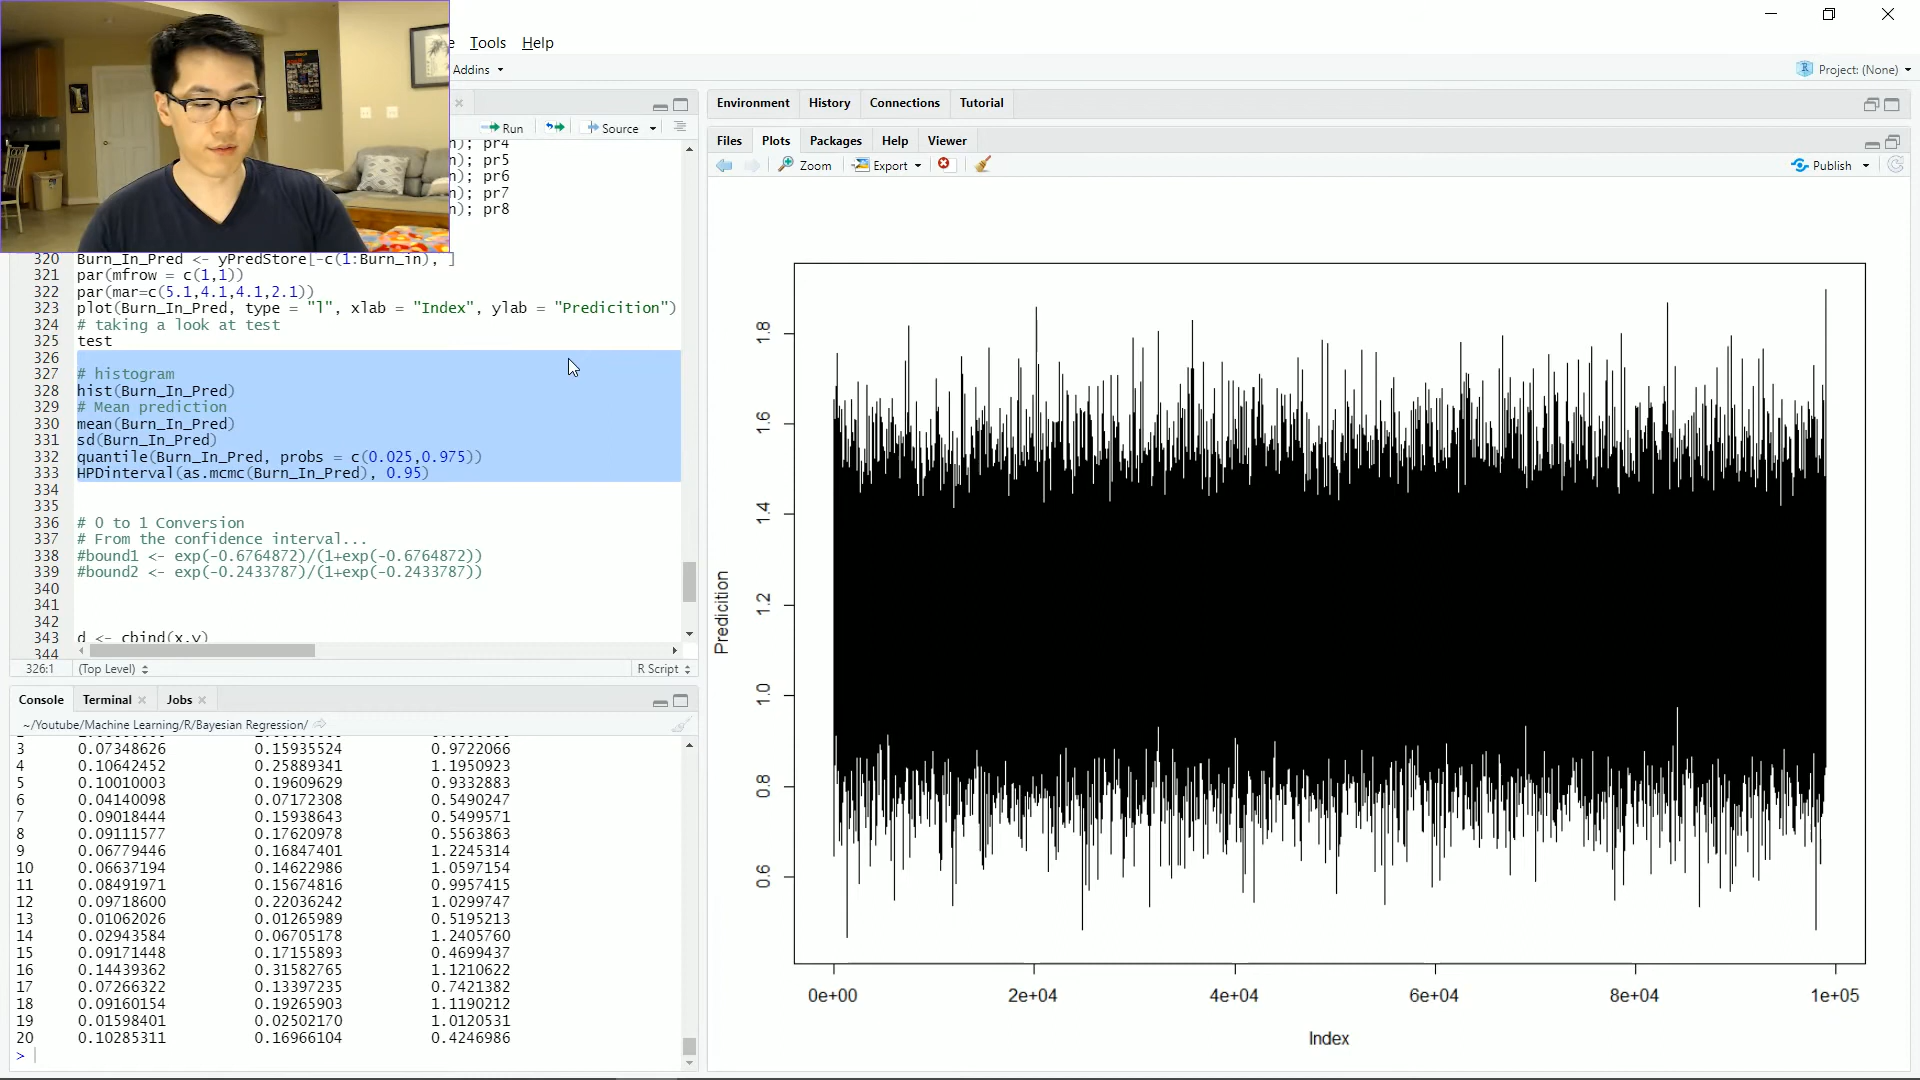 e Tools Help
Addins
Project: (None)
Run
Source
n); pr4
n); pr5
n); pr6
n); pr7
n); pr8
320 Burn_In_Pred <- yPredStore[-c(1:Burn_in), ]
321 par(mfrow = c(1,1))
322 par(mar=c(5.1,4.1,4.1,2.1))
323 plot(Burn_In_Pred, type = "l", xlab = "Index", ylab = "Predicition")
324 # taking a look at test
325 test
326
327 # histogram
328 hist(Burn_In_Pred)
329 # Mean prediction
330 mean(Burn_In_Pred)
331 sd(Burn_In_Pred)
332 quantile(Burn_In_Pred, probs = c(0.025,0.975))
333 HPDinterval(as.mcmc(Burn_In_Pred), 0.95)
334
335
336 # 0 to 1 Conversion
337 # From the confidence interval...
338 #bound1 <- exp(-0.6764872)/(1+exp(-0.6764872))
339 #bound2 <- exp(-0.2433787)/(1+exp(-0.2433787))
340
341
342
343 d <- cbind(x,y)
344
326:1 (Top Level) R Script
Console Terminal Jobs
~/Youtube/Machine Learning/R/Bayesian Regression/
3 0.07348626 0.15935524 0.9722066
4 0.10642452 0.25889341 1.1950923
5 0.10010003 0.19609629 0.9332883
6 0.04140098 0.07172308 0.5490247
7 0.09018444 0.15938643 0.5499571
8 0.09111577 0.17620978 0.5563863
9 0.06779446 0.16847401 1.2245314
10 0.06637194 0.14622986 1.0597154
11 0.08491971 0.15674816 0.9957415
12 0.09718600 0.22036242 1.0299747
13 0.01062026 0.01265989 0.5195213
14 0.02943584 0.06705178 1.2405760
15 0.09171448 0.17155893 0.4699437
16 0.14439362 0.31582765 1.1210622
17 0.07266322 0.13397235 0.7421382
18 0.09160154 0.19265903 1.1190212
19 0.01598401 0.02502170 1.0120531
20 0.10285311 0.16966104 0.4246986
>
Environment History Connections Tutorial
Files Plots Packages Help Viewer
Zoom Export Publish
Predicition
1.8
1.6
1.4
1.2
1.0
0.8
0.6
0e+00 2e+04 4e+04 6e+04 8e+04 1e+05
Index